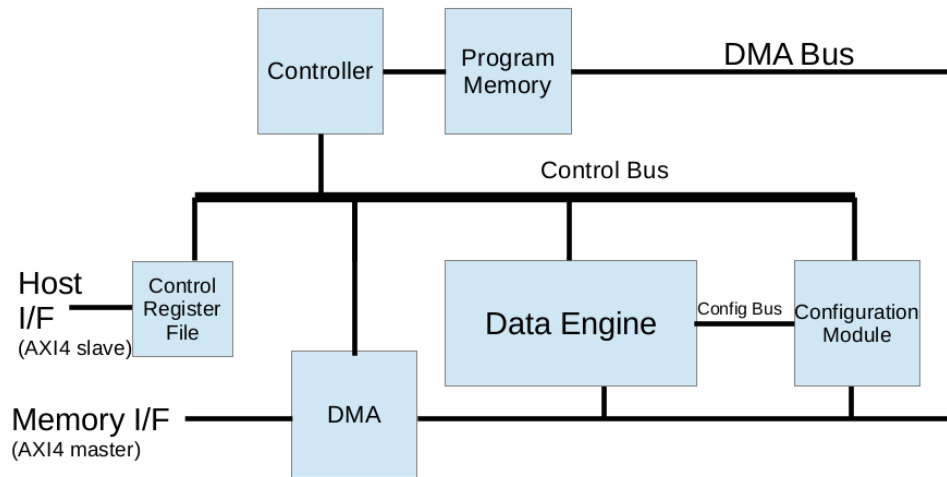 Controller
Program
Memory
DMA Bus
Control Bus
Host
I/F
(AXI4 slave)
Control
Register
File
Data Engine
Config Bus
Configuration
Module
Memory I/F
(AXI4 master)
DMA